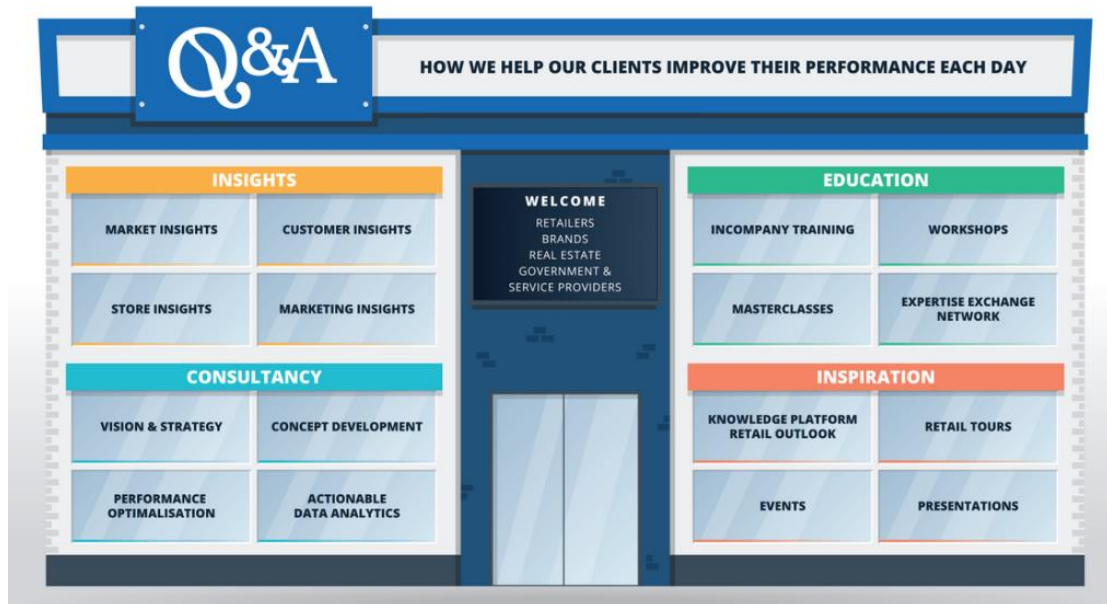 Q&A
HOW WE HELP OUR CLIENTS IMPROVE THEIR PERFORMANCE EACH DAY
INSIGHTS
MARKET INSIGHTS
CUSTOMER INSIGHTS
STORE INSIGHTS
MARKETING INSIGHTS
CONSULTANCY
VISION & STRATEGY
CONCEPT DEVELOPMENT
PERFORMANCE
OPTIMALISATION
ACTIONABLE
DATA ANALYTICS
WELCOME
RETAILERS
BRANDS
REAL ESTATE
GOVERNMENT &
SERVICE PROVIDERS
EDUCATION
INCOMPANY TRAINING
WORKSHOPS
MASTERCLASSES
EXPERTISE EXCHANGE
NETWORK
INSPIRATION
KNOWLEDGE PLATFORM
RETAIL OUTLOOK
RETAIL TOURS
EVENTS
PRESENTATIONS